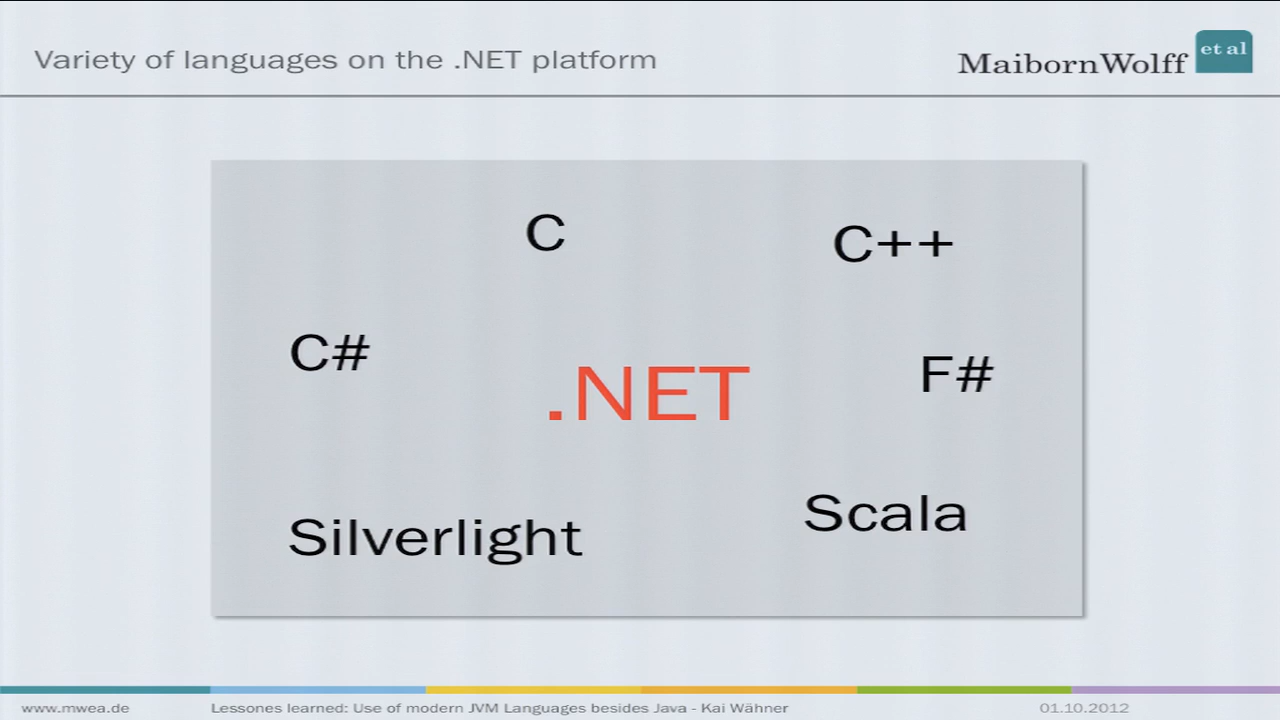 Variety of languages on the .NET platform
MaibornWolff et al
C
C++
C#
F#
.NET
Scala
Silverlight
www.mwea.de
Lessones learned: Use of modern JVM Languages besides Java - Kai Wähner
01.10.2012